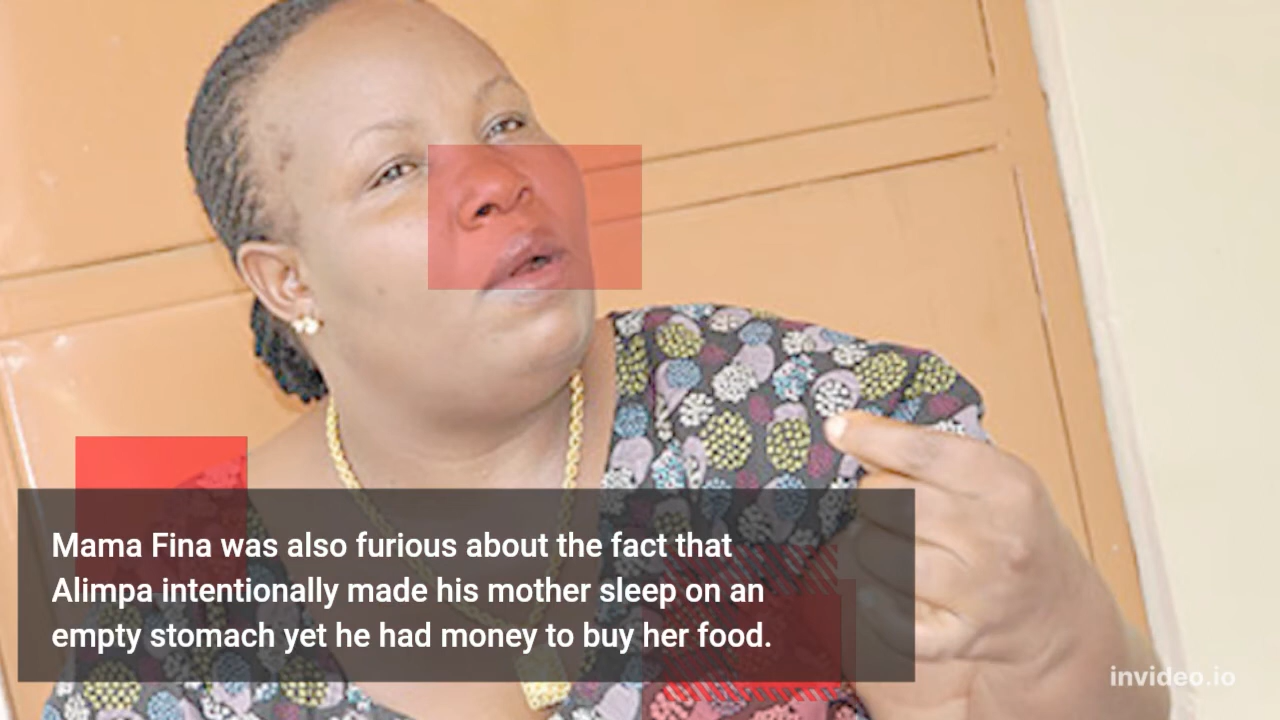 Mama Fina was also furious about the fact that
Alimpa intentionally made his mother sleep on an
empty stomach yet he had money to buy her food.
invideo.io